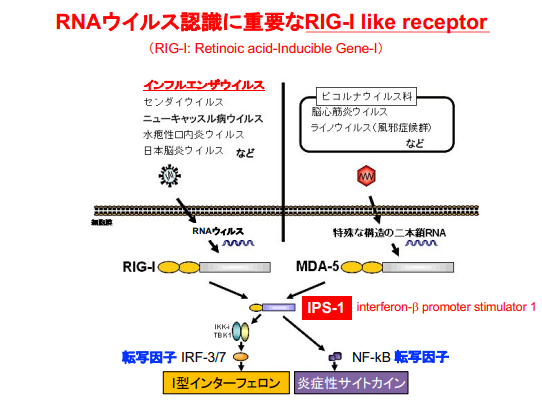 RNAウイルス認識に重要なRIG-I like receptor
（RIG-I: Retinoic acid-Inducible Gene-I）
インフルエンザウイルス
センダイウイルス
ニューキャッスル病ウイルス
水疱性口内炎ウイルス
日本脳炎ウイルス など
ピコルナウイルス科
脳心筋炎ウイルス
ライノウイルス（風邪症候群）
など
細胞膜
RNAウィルス
特殊な構造の二本鎖RNA
RIG-I
MDA-5
IPS-1 interferon-β promoter stimulator 1
IKK-i
TBK1
転写因子 IRF-3/7
NF-kB 転写因子
I型インターフェロン
炎症性サイトカイン